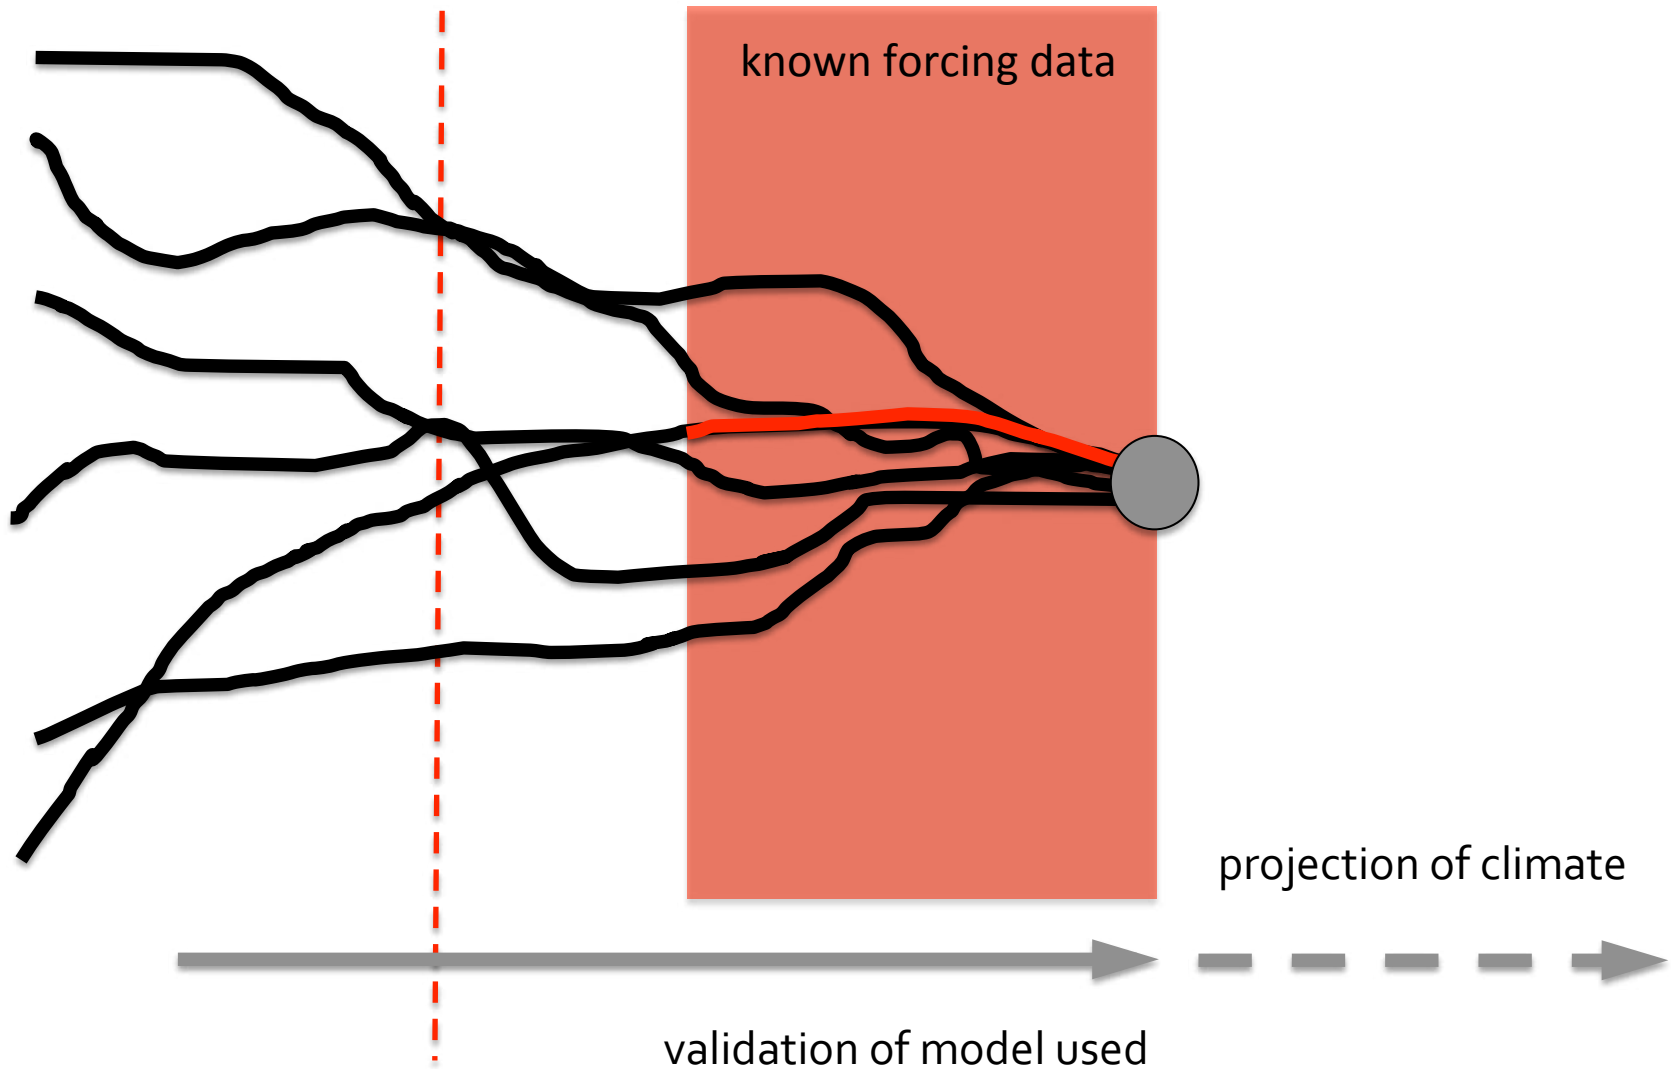 known forcing data
projection of climate
validation of model used